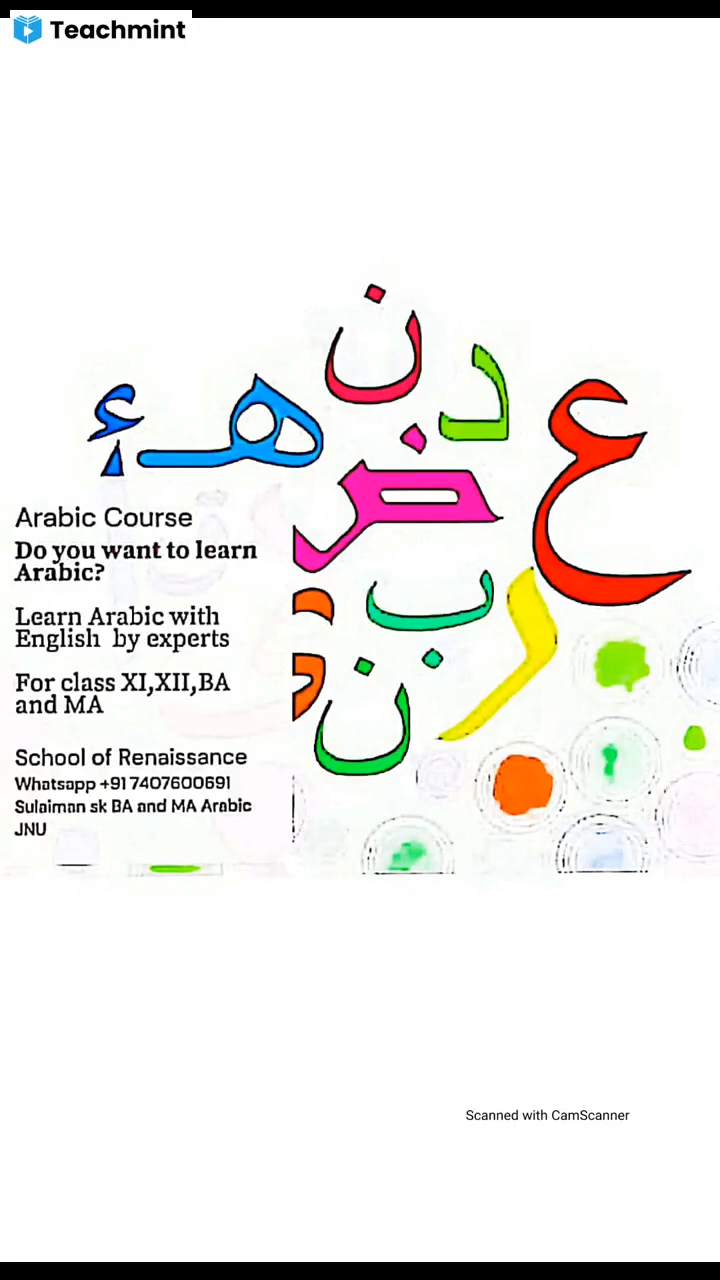 Teachmint
ن
د
ع
ئ
هـ
ض
Arabic Course
Do you want to learn
Arabic?
Learn Arabic with
English by experts
For class XI,XII,BA
and MA
ب
ر
ن
School of Renaissance
Whatsapp +91 7407600691
Sulaiman sk BA and MA Arabic
JNU
Scanned with CamScanner